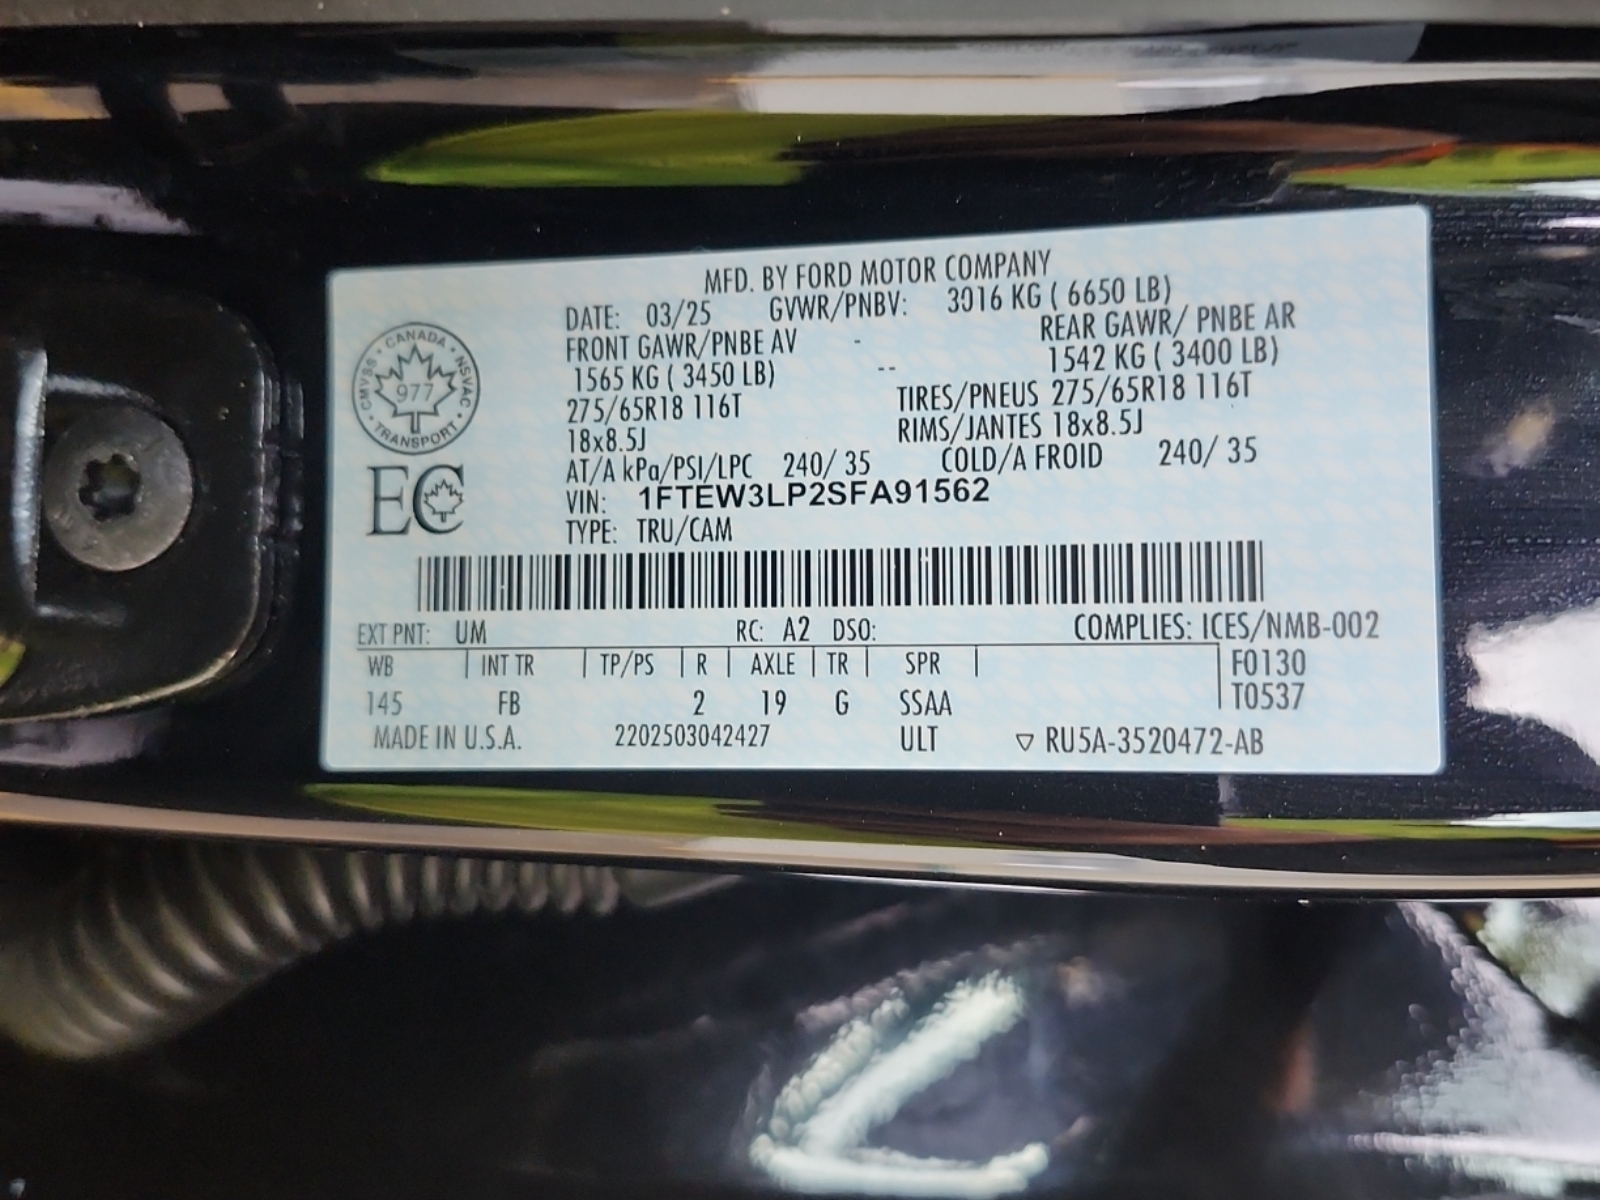 MFD. BY FORD MOTOR COMPANY
DATE: 03/25 GVWR/PNBV: 3016 KG ( 6650 LB)
FRONT GAWR/PNBE AV - REAR GAWR/ PNBE AR
1565 KG ( 3450 LB) -- 1542 KG ( 3400 LB)
275/65R18 116T TIRES/PNEUS 275/65R18 116T
18x8.5J RIMS/JANTES 18x8.5J
AT/A kPa/PSI/LPC 240/ 35 COLD/A FROID 240/ 35
VIN: 1FTEW3LP2SFA91562
TYPE: TRU/CAM
CANADA
CMVSS
NSVAC
977
TRANSPORT
EC
EXT PNT: UM RC: A2 DSO: COMPLIES: ICES/NMB-002
WB | INT TR | TP/PS | R | AXLE | TR | SPR | F0130
145 FB 2 19 G SSAA T0537
MADE IN U.S.A. 2202503042427 ULT ▽ RU5A-3520472-AB